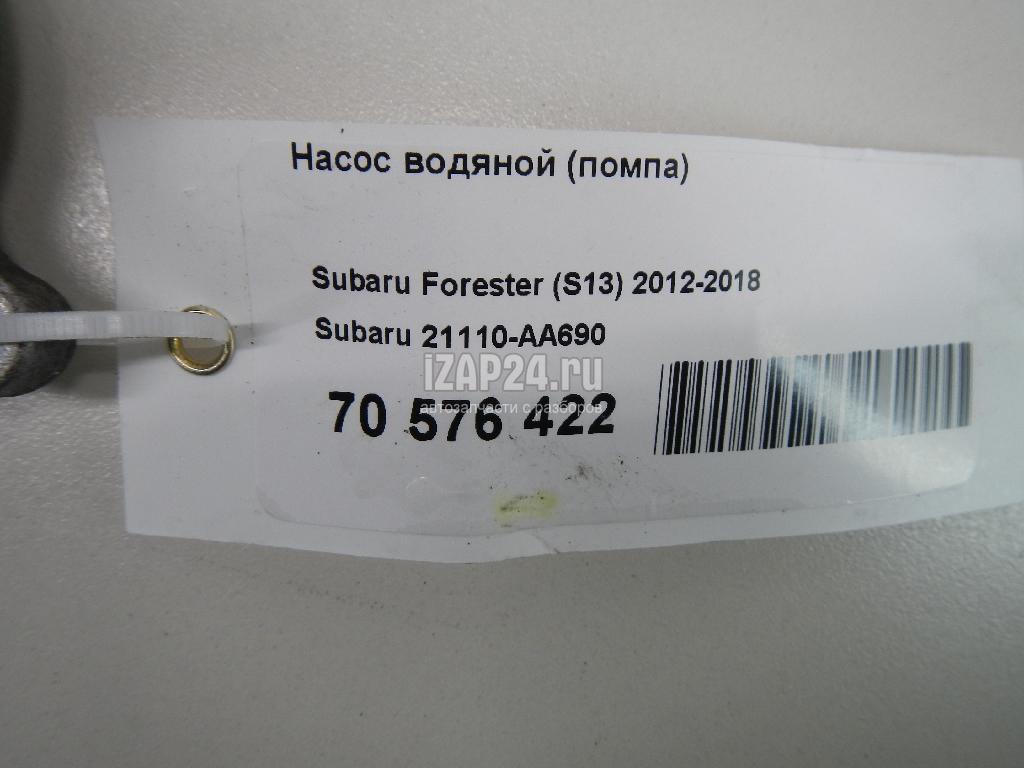 Насос водяной (помпа)
Subaru Forester (S13) 2012-2018
Subaru 21110-AA690
iZAP24.ru
автозапчасти с разборов
70 576 422